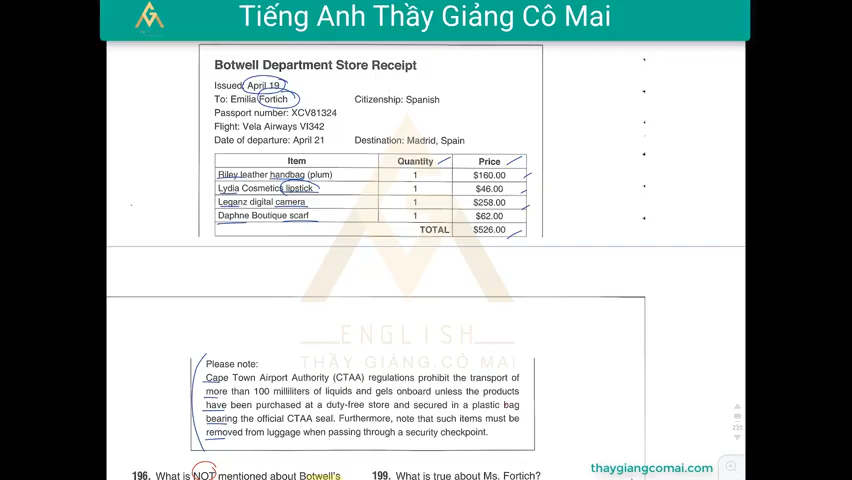 Tiếng Anh Thầy Giảng Cô Mai
Botwell Department Store Receipt
Issued: April 19
To: Emilia Fortich Citizenship: Spanish
Passport number: XCV81324
Flight: Vela Airways VI342
Date of departure: April 21 Destination: Madrid, Spain
Item Quantity Price
Riley leather handbag (plum) 1 $160.00
Lydia Cosmetics lipstick 1 $46.00
Leganz digital camera 1 $258.00
Daphne Boutique scarf 1 $62.00
TOTAL $526.00
ENGLISH
THẦY GIẢNG.CÔ MAI
Please note:
Cape Town Airport Authority (CTAA) regulations prohibit the transport of
more than 100 milliliters of liquids and gels onboard unless the products
have been purchased at a duty-free store and secured in a plastic bag
bearing the official CTAA seal. Furthermore, note that such items must be
removed from luggage when passing through a security checkpoint.
thaygiangcomai.com
196. What is NOT mentioned about Botwell's
199. What is true about Ms. Fortich?